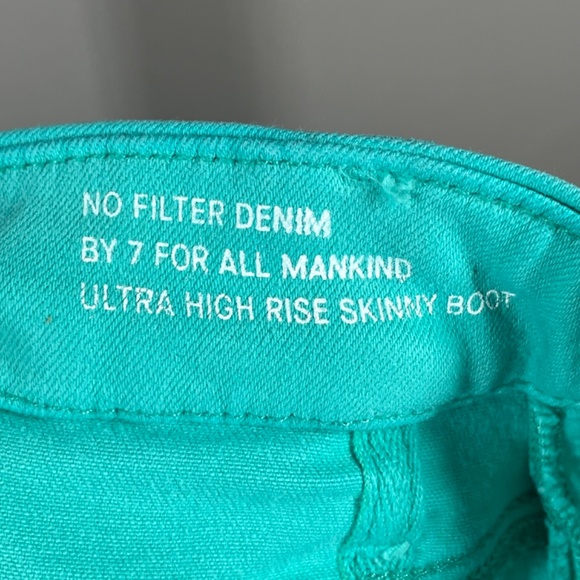 NO FILTER DENIM
BY 7 FOR ALL MANKIND
ULTRA HIGH RISE SKINNY BOOT